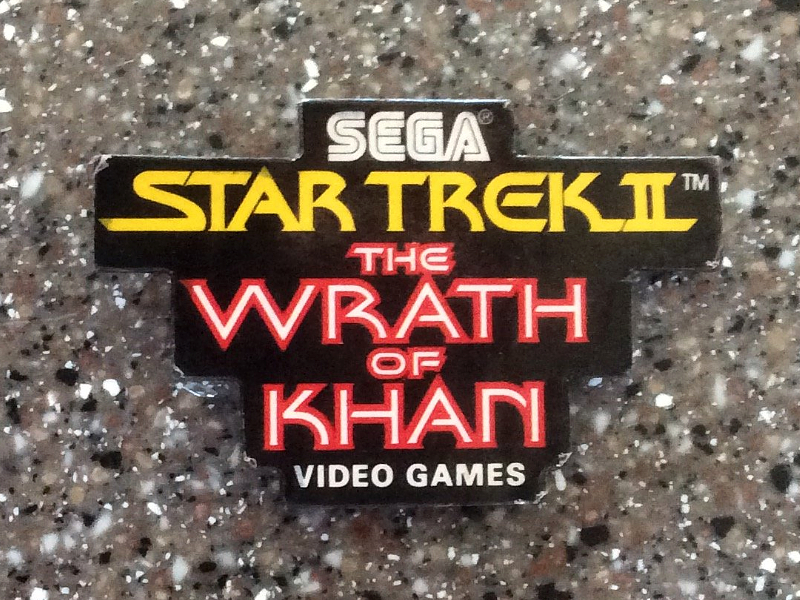 SEGA®
STAR TREK II™
THE
WRATH
OF
KHAN
VIDEO GAMES